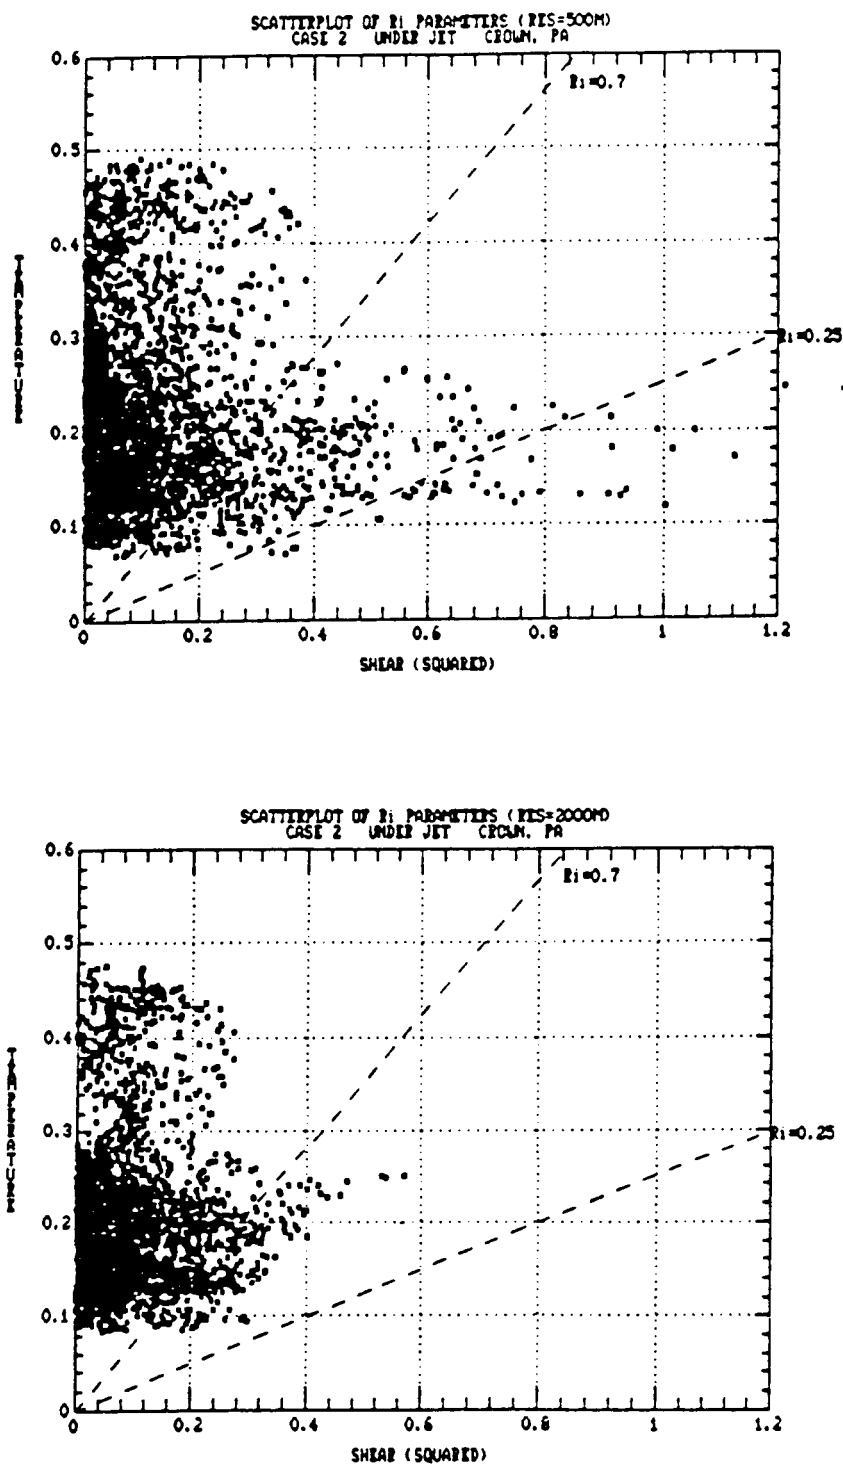 SCATTERPLOT OF Ri PARAMETERS (RES=500M)
CASE 2 UNDER JET CROWN, PA
0.6
Ri=0.7
0.5
0.4
TEMPERATURE
0.3
Ri=0.25
0.2
0.1
0
0 0.2 0.4 0.6 0.8 1 1.2
SHEAR (SQUARED)
SCATTERPLOT OF Ri PARAMETERS (RES=2000M)
CASE 2 UNDER JET CROWN, PA
0.6
Ri=0.7
0.5
0.4
TEMPERATURE
0.3
Ri=0.25
0.2
0.1
0
0 0.2 0.4 0.6 0.8 1 1.2
SHEAR (SQUARED)